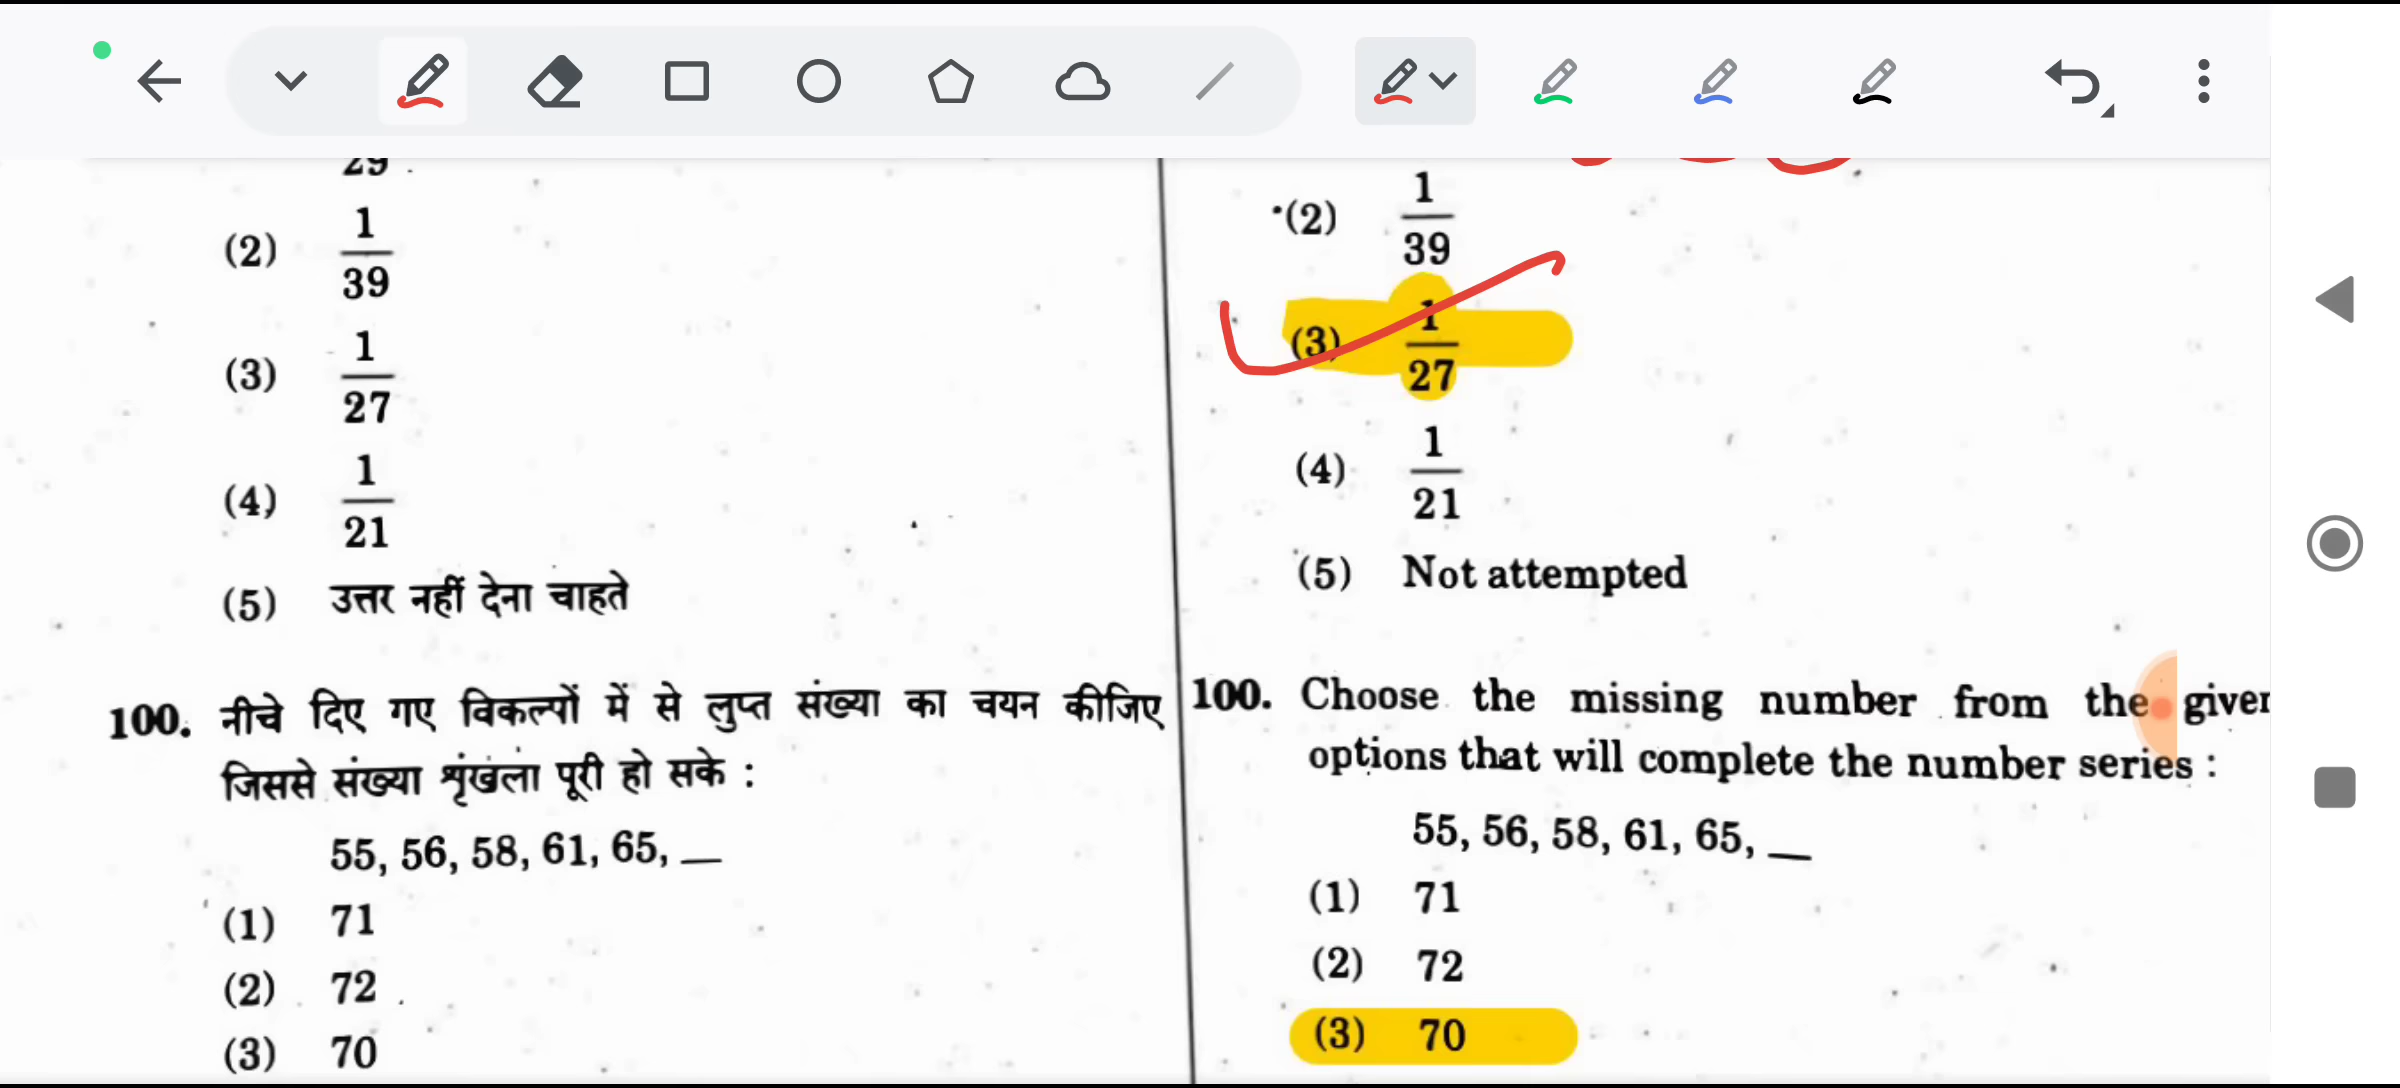 29
(2) 1/39
(3) 1/27
(4) 1/21
(5) उत्तर नहीं देना चाहते
100. नीचे दिए गए विकल्पों में से लुप्त संख्या का चयन कीजिए
जिससे संख्या शृंखला पूरी हो सके :
55, 56, 58, 61, 65, __
(1) 71
(2) 72
(3) 70
(2) 1/39
(3) 1/27
(4) 1/21
(5) Not attempted
100. Choose the missing number from the given
options that will complete the number series :
55, 56, 58, 61, 65, __
(1) 71
(2) 72
(3) 70